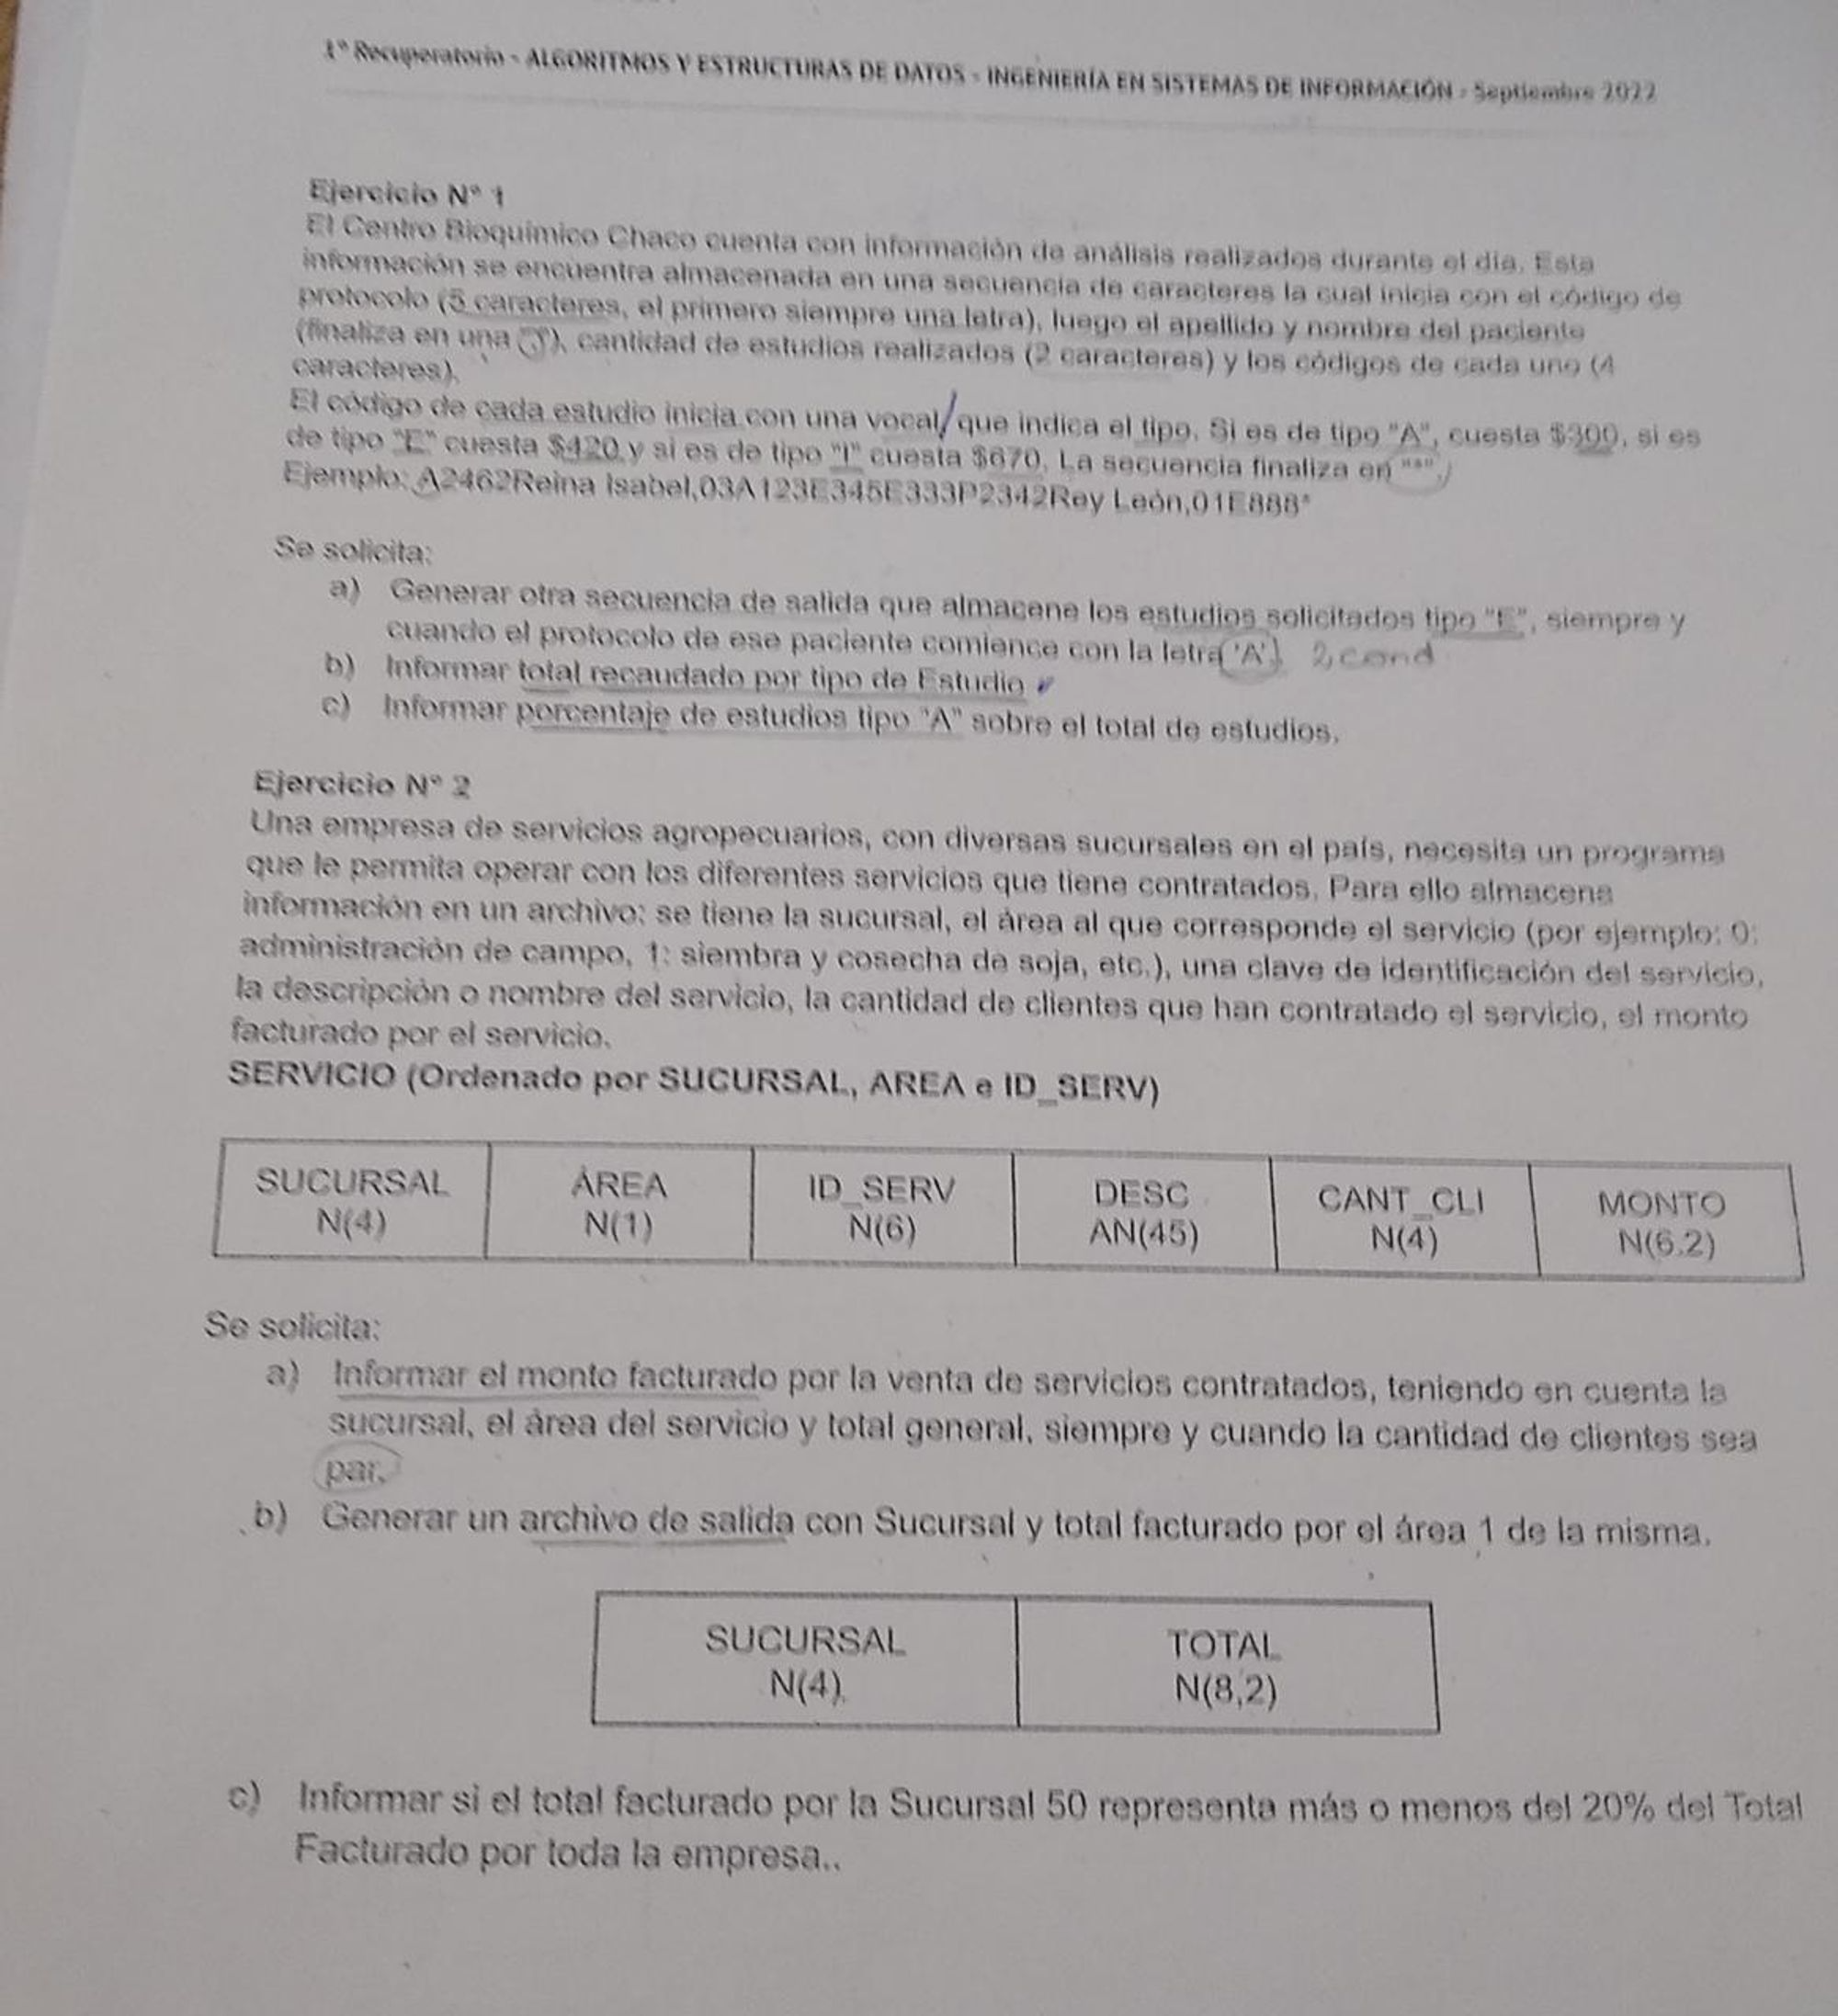 1° Recuperatorio - ALGORITMOS Y ESTRUCTURAS DE DATOS - INGENIERÍA EN SISTEMAS DE INFORMACIÓN - Septiembre 2022
Ejercicio N° 1
El Centro Bioquímico Chaco cuenta con información de análisis realizados durante el día. Esta
información se encuentra almacenada en una secuencia de caracteres la cual inicia con el código de
protocolo (5 caracteres, el primero siempre una letra), luego el apellido y nombre del paciente
(finaliza en una ","), cantidad de estudios realizados (2 caracteres) y los códigos de cada uno (4
caracteres).
El código de cada estudio inicia con una vocal, que indica el tipo. Si es de tipo "A", cuesta $300, si es
de tipo "E" cuesta $420 y si es de tipo "I" cuesta $670. La secuencia finaliza en "*".
Ejemplo: A2462Reina Isabel,03A123E345E333P2342Rey León,01E888*
Se solicita:
a) Generar otra secuencia de salida que almacene los estudios solicitados tipo "E", siempre y
cuando el protocolo de ese paciente comience con la letra 'A'. 2 cond
b) Informar total recaudado por tipo de Estudio
c) Informar porcentaje de estudios tipo "A" sobre el total de estudios.
Ejercicio N° 2
Una empresa de servicios agropecuarios, con diversas sucursales en el país, necesita un programa
que le permita operar con los diferentes servicios que tiene contratados. Para ello almacena
información en un archivo: se tiene la sucursal, el área al que corresponde el servicio (por ejemplo: 0:
administración de campo, 1: siembra y cosecha de soja, etc.), una clave de identificación del servicio,
la descripción o nombre del servicio, la cantidad de clientes que han contratado el servicio, el monto
facturado por el servicio.
SERVICIO (Ordenado por SUCURSAL, AREA e ID_SERV)
SUCURSAL ÁREA ID_SERV DESC CANT_CLI MONTO
N(4) N(1) N(6) AN(45) N(4) N(6.2)
Se solicita:
a) Informar el monto facturado por la venta de servicios contratados, teniendo en cuenta la
sucursal, el área del servicio y total general, siempre y cuando la cantidad de clientes sea
par.
b) Generar un archivo de salida con Sucursal y total facturado por el área 1 de la misma.
SUCURSAL TOTAL
N(4) N(8,2)
c) Informar si el total facturado por la Sucursal 50 representa más o menos del 20% del Total
Facturado por toda la empresa..